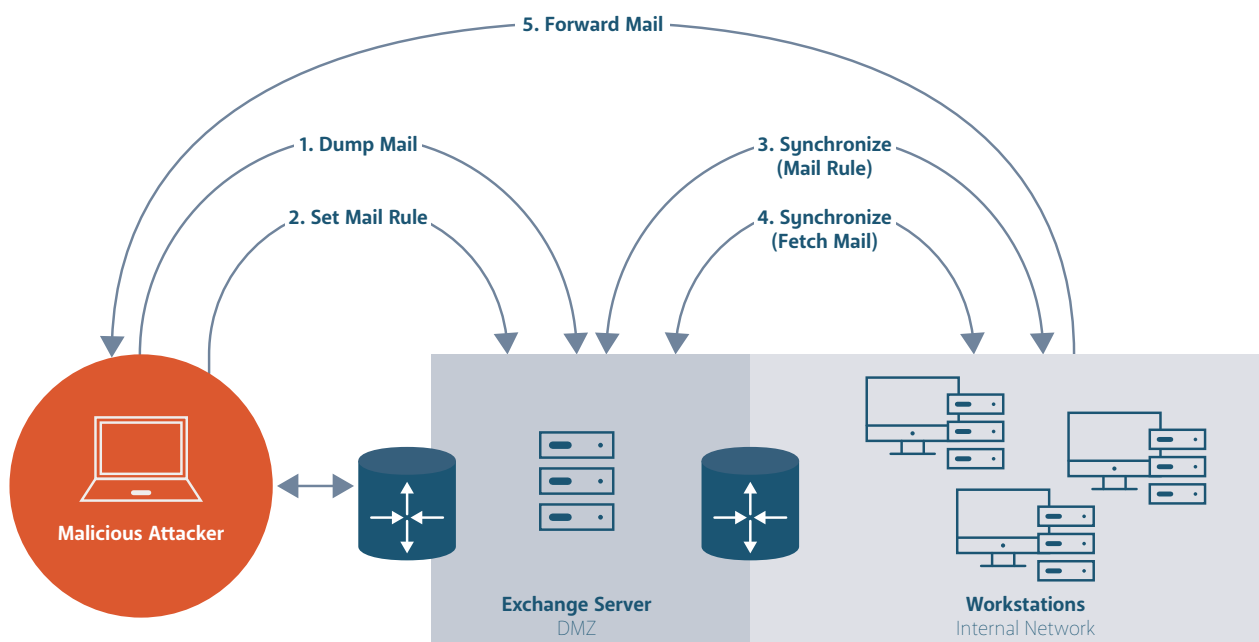 5. Forward Mail
1. Dump Mail
3. Synchronize
(Mail Rule)
2. Set Mail Rule
4. Synchronize
(Fetch Mail)
Malicious Attacker
Exchange Server
DMZ
Workstations
Internal Network